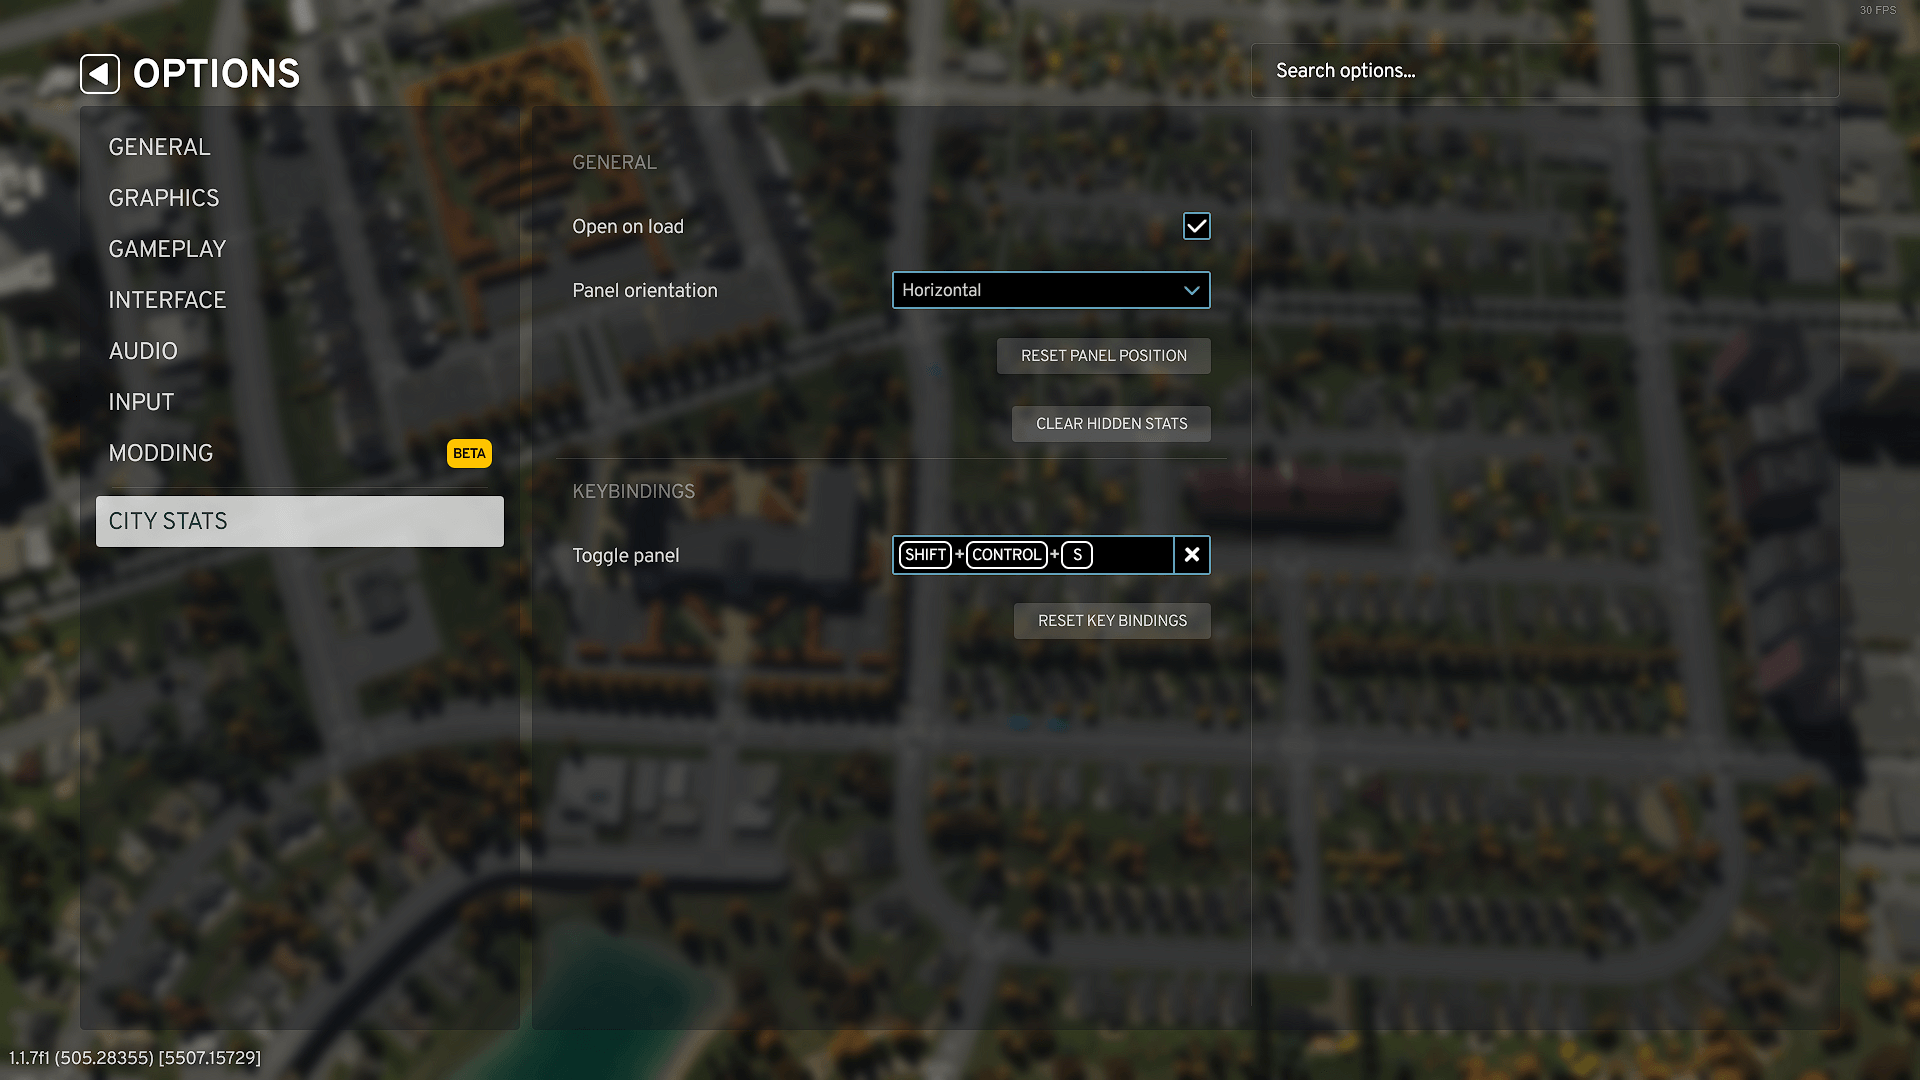 30 FPS
OPTIONS
Search options...
GENERAL
GRAPHICS
GAMEPLAY
INTERFACE
AUDIO
INPUT
MODDING BETA
CITY STATS
GENERAL
Open on load
Panel orientation Horizontal
RESET PANEL POSITION
CLEAR HIDDEN STATS
KEYBINDINGS
Toggle panel SHIFT + CONTROL + S
RESET KEY BINDINGS
1.1.7f1 (505.28355) [5507.15729]